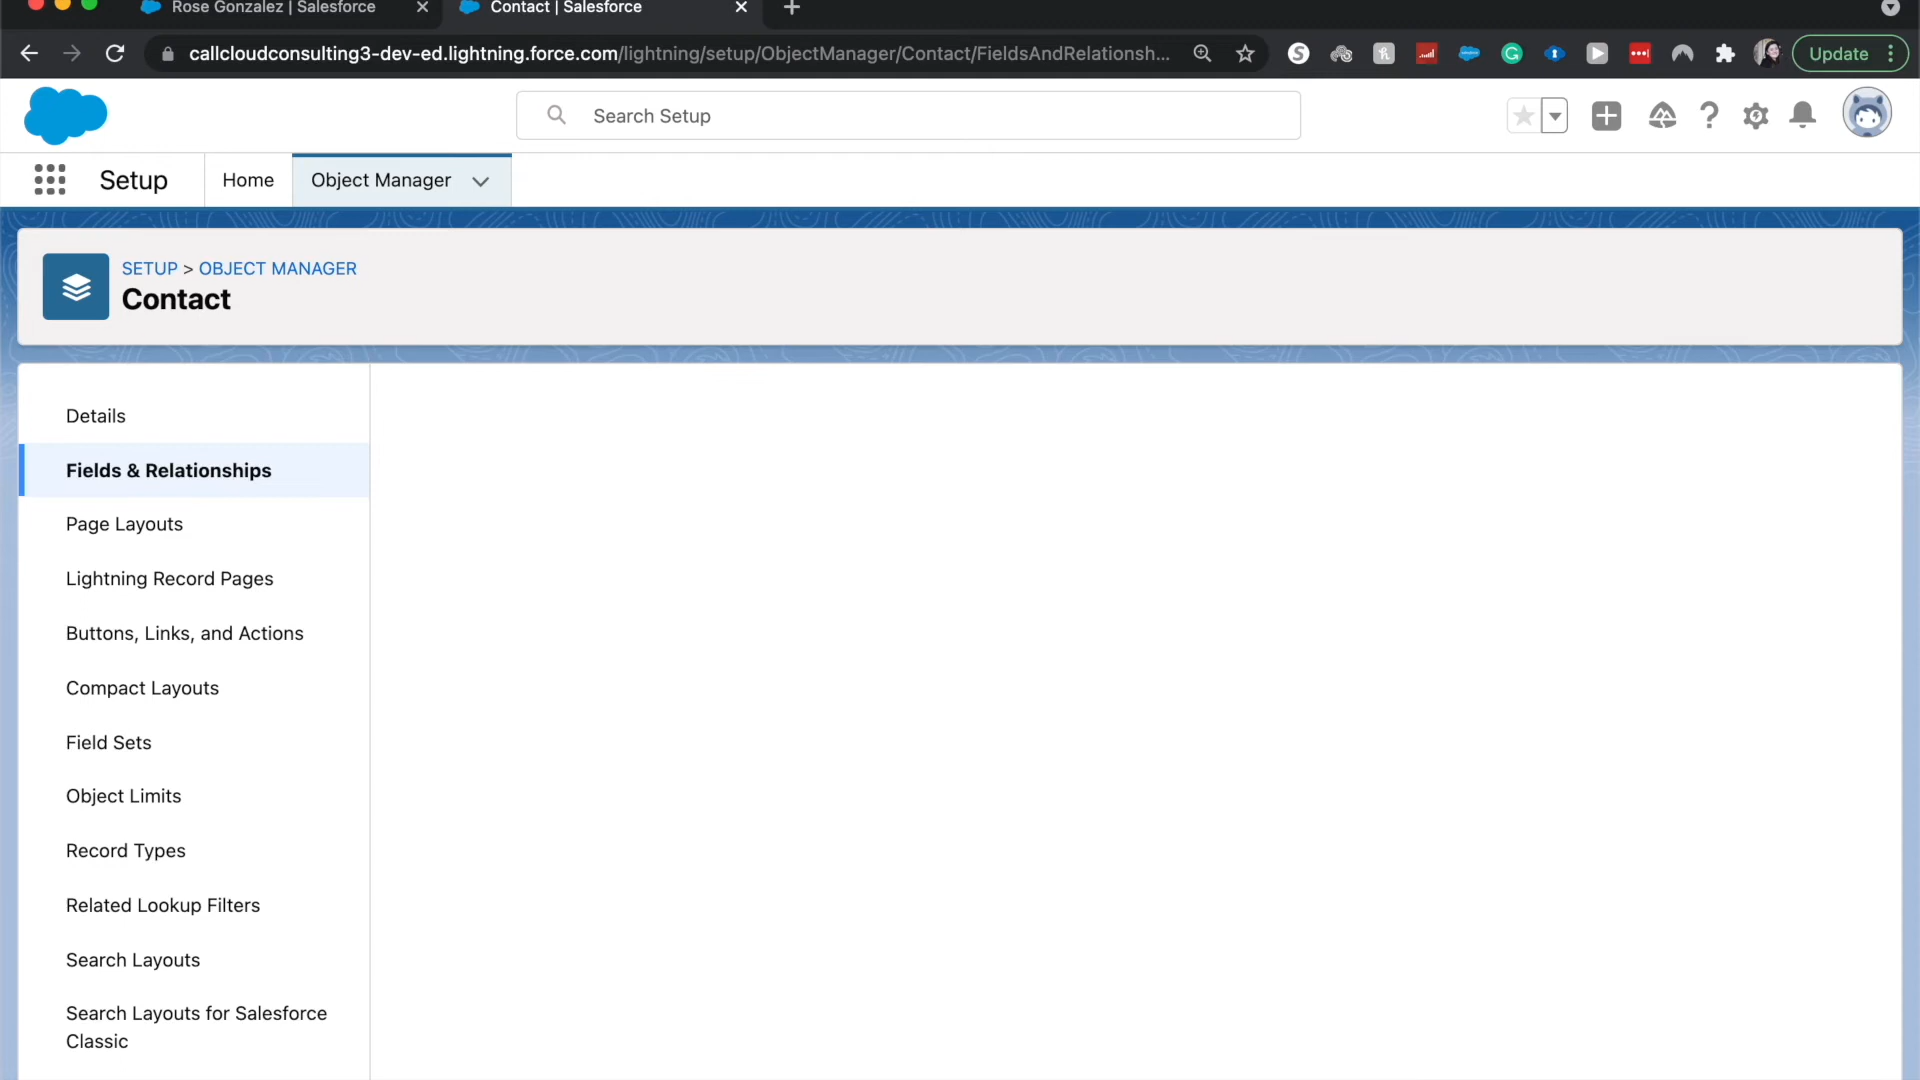 Rose Gonzalez | Salesforce
Contact | Salesforce
callcloudconsulting3-dev-ed.lightning.force.com/lightning/setup/ObjectManager/Contact/FieldsAndRelationsh...
Update
Search Setup
Setup
Home
Object Manager
SETUP > OBJECT MANAGER
Contact
Details
Fields & Relationships
Page Layouts
Lightning Record Pages
Buttons, Links, and Actions
Compact Layouts
Field Sets
Object Limits
Record Types
Related Lookup Filters
Search Layouts
Search Layouts for Salesforce
Classic